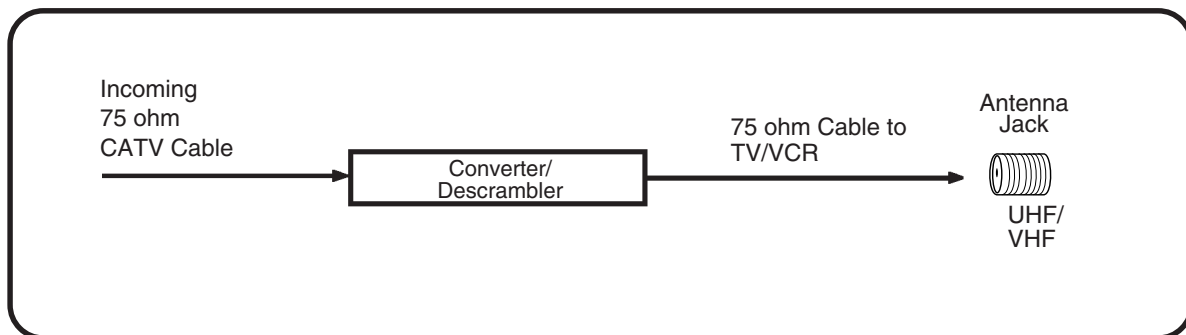 Incoming
75 ohm
CATV Cable
Converter/
Descrambler
75 ohm Cable to
TV/VCR
Antenna
Jack
UHF/
VHF